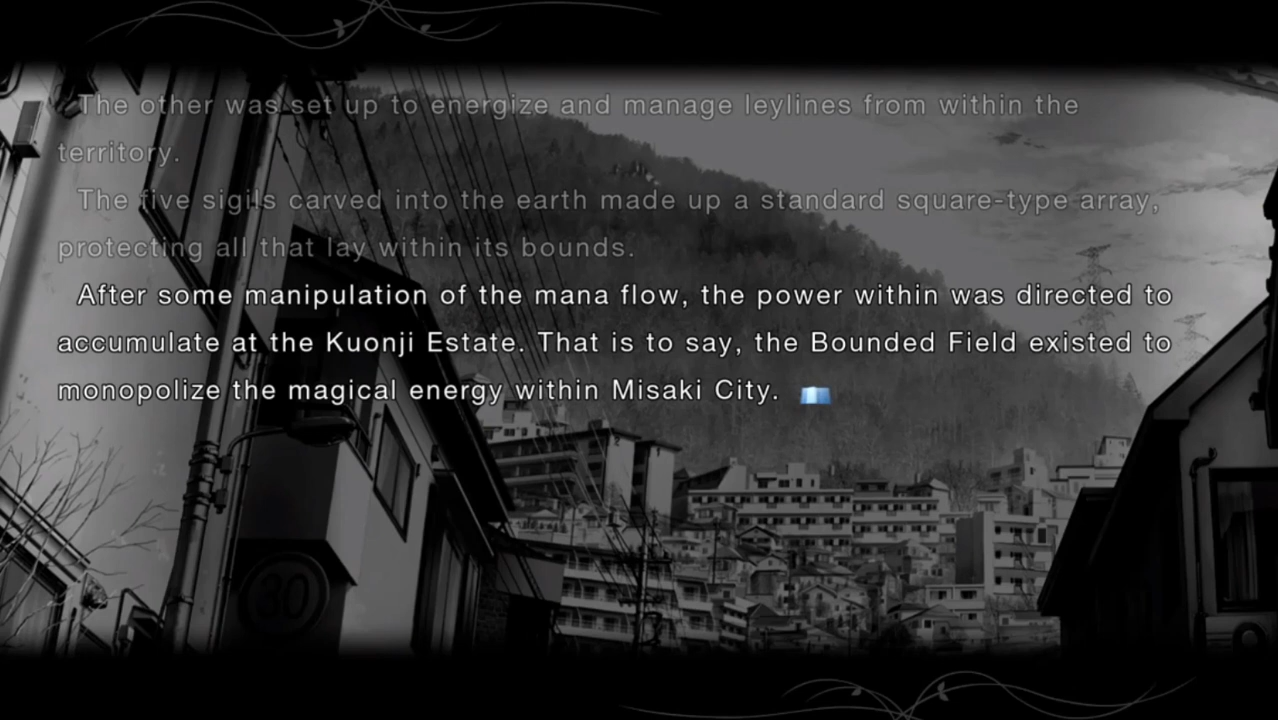 The other was set up to energize and manage leylines from within the
territory.
The five sigils carved into the earth made up a standard square-type array,
protecting all that lay within its bounds.
After some manipulation of the mana flow, the power within was directed to
accumulate at the Kuonji Estate. That is to say, the Bounded Field existed to
monopolize the magical energy within Misaki City.
30